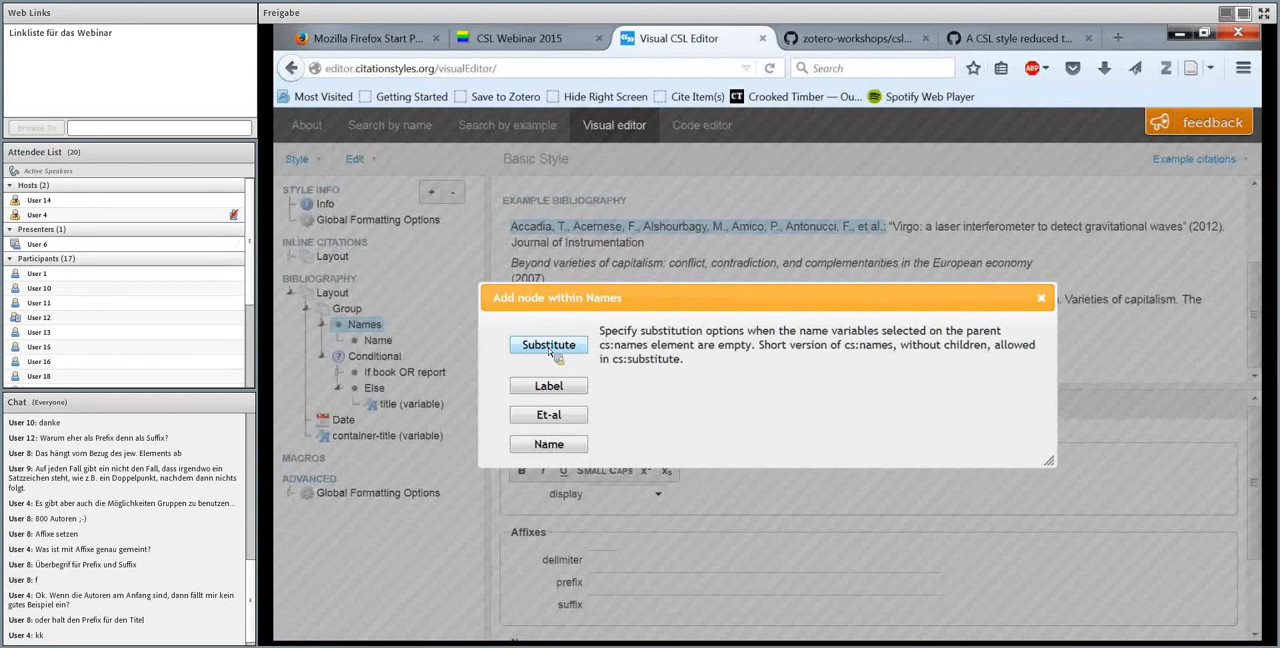 Web Links
Linkliste für das Webinar
Browse To
Attendee List (20)
Active Speakers
Hosts (2)
User 14
User 4
Presenters (1)
User 6
Participants (17)
User 1
User 10
User 11
User 12
User 13
User 15
User 16
User 18
Chat (Everyone)
User 10: danke
User 12: Warum eher als Prefix denn als Suffix?
User 8: Das hängt vom Bezug des jew. Elements ab
User 9: Auf jeden Fall gibt ein nicht den Fall, dass irgendwo ein
Satzzeichen steht, wie z.B. ein Doppelpunkt, nachdem dann nichts
folgt.
User 4: Es gibt aber auch die Möglichkeiten Gruppen zu benutzen...
User 8: 800 Autoren ;-)
User 8: Affixe setzen
User 4: Was ist mit Affixe genau gemeint?
User 8: Überbegrif für Prefix und Suffix
User 8: f
User 4: Ok. Wenn die Autoren am Anfang sind, dann fällt mir kein
gutes Beispiel ein?
User 8: oder halt den Prefix für den Titel
User 4: kk
Freigabe
Mozilla Firefox Start P...
CSL Webinar 2015
Visual CSL Editor
zotero-workshops/csl...
A CSL style reduced t...
editor.citationstyles.org/visualEditor/
Search
ABP
Z
Most Visited
Getting Started
Save to Zotero
Hide Right Screen
Cite Item(s)
CT Crooked Timber — Ou...
Spotify Web Player
About
Search by name
Search by example
Visual editor
Code editor
feedback
Style
Edit
Basic Style
Example citations
STYLE INFO
+ -
Info
Global Formatting Options
INLINE CITATIONS
Layout
BIBLIOGRAPHY
Layout
Group
Names
Name
Conditional
If book OR report
Else
title (variable)
Date
container-title (variable)
MACROS
ADVANCED
Global Formatting Options
EXAMPLE BIBLIOGRAPHY
Accadia, T., Acernese, F., Alshourbagy, M., Amico, P., Antonucci, F., et al.: “Virgo: a laser interferometer to detect gravitational waves” (2012).
Journal of Instrumentation
Beyond varieties of capitalism: conflict, contradiction, and complementarities in the European economy
(2007)
. Varieties of capitalism. The
Add node within Names
Substitute
Specify substitution options when the name variables selected on the parent
cs:names element are empty. Short version of cs:names, without children, allowed
in cs:substitute.
Label
Et-al
Name
B I U SMALL CAPS X² X₂
display
Affixes
delimiter
prefix
suffix